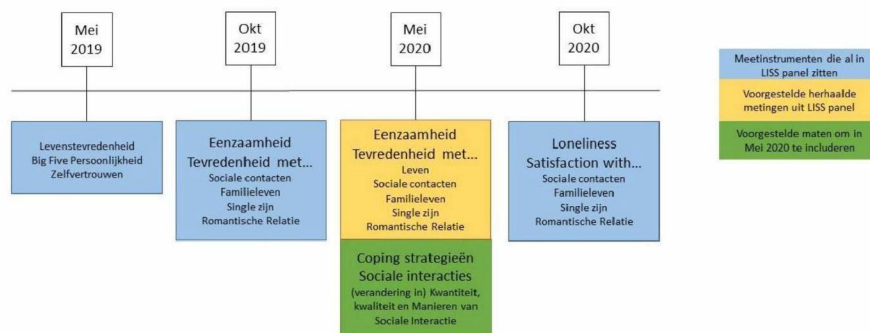 Mei
2019
Okt
2019
Mei
2020
Okt
2020
Levenstevredenheid
Big Five Persoonlijkheid
Zelfvertrouwen
Eenzaamheid
Tevredenheid met...
Sociale contacten
Familieleven
Single zijn
Romantische Relatie
Eenzaamheid
Tevredenheid met...
Leven
Sociale contacten
Familieleven
Single zijn
Romantische Relatie
Coping strategieën
Sociale interacties
(verandering in) Kwantiteit,
kwaliteit en Manieren van
Sociale Interactie
Loneliness
Satisfaction with...
Sociale contacten
Familieleven
Single zijn
Romantische Relatie
Meetinstrumenten die al in
LISS panel zitten
Voorgestelde herhaalde
metingen uit LISS panel
Voorgestelde maten om in
Mei 2020 te includeren